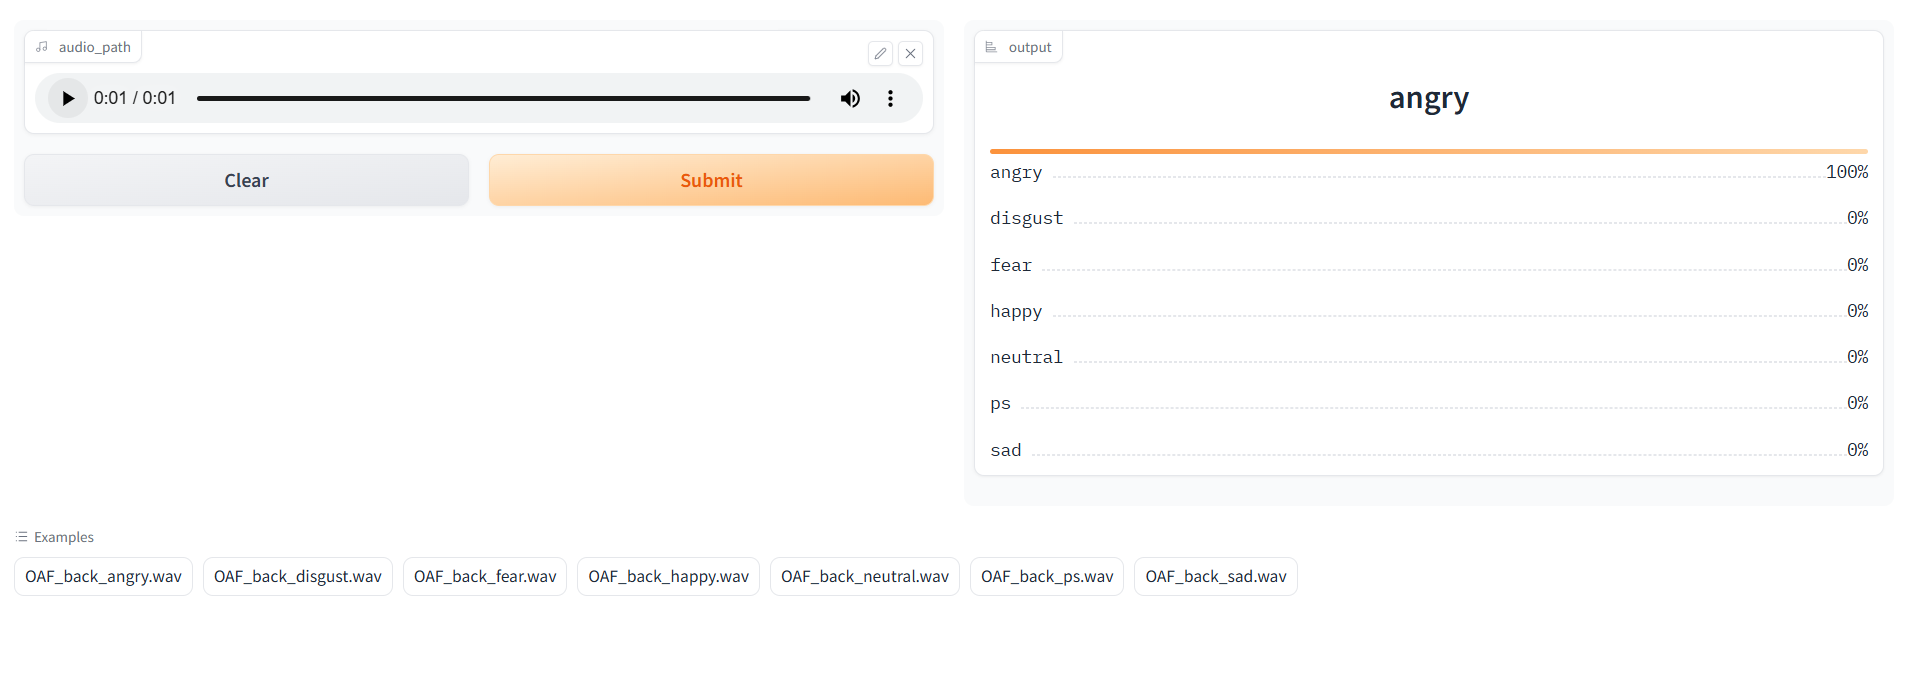 audio_path
0:01 / 0:01
Clear
Submit
output
angry
angry 100%
disgust 0%
fear 0%
happy 0%
neutral 0%
ps 0%
sad 0%
Examples
OAF_back_angry.wav OAF_back_disgust.wav OAF_back_fear.wav OAF_back_happy.wav OAF_back_neutral.wav OAF_back_ps.wav OAF_back_sad.wav